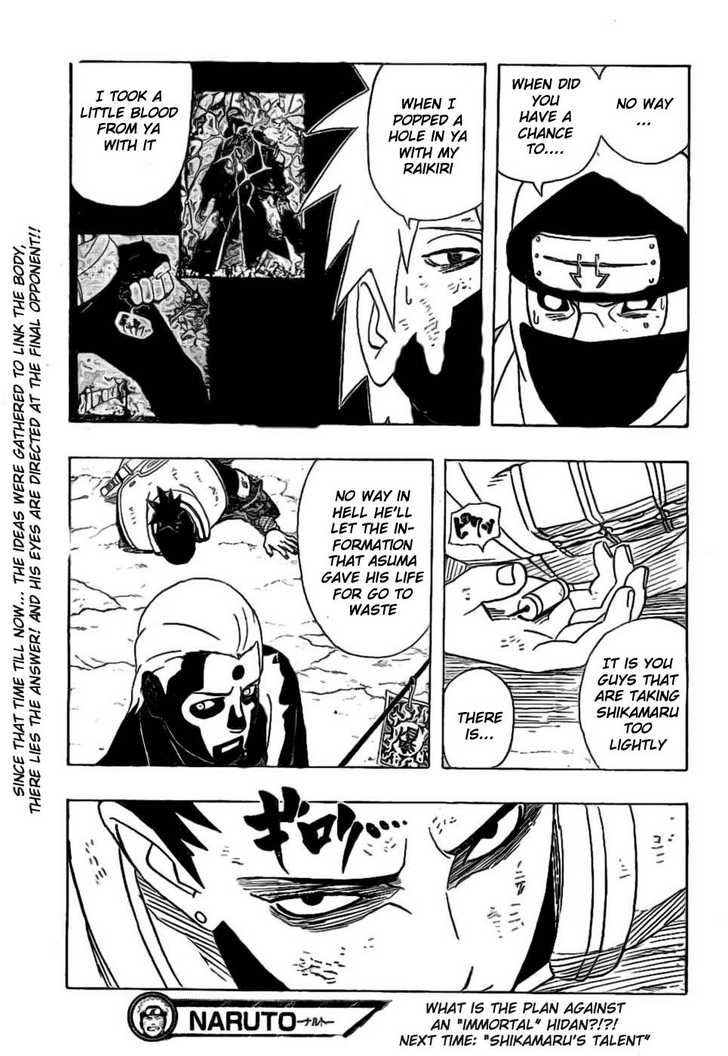 NO WAY
...
WHEN DID
YOU
HAVE A
CHANCE
TO....
WHEN I
POPPED A
HOLE IN YA
WITH MY
RAIKIRI
I TOOK A
LITTLE BLOOD
FROM YA
WITH IT
IT IS YOU
GUYS THAT
ARE TAKING
SHIKAMARU
TOO
LIGHTLY
THERE
IS...
NO WAY IN
HELL HE'LL
LET THE IN-
FORMATION
THAT ASUMA
GAVE HIS LIFE
FOR GO TO
WASTE
ギロリ....
SINCE THAT TIME TILL NOW... THE IDEAS WERE GATHERED TO LINK THE BODY,
THERE LIES THE ANSWER! AND HIS EYES ARE DIRECTED AT THE FINAL OPPONENT!!
NARUTO ーナルトー
WHAT IS THE PLAN AGAINST
AN "IMMORTAL" HIDAN?!?!
NEXT TIME: "SHIKAMARU'S TALENT"